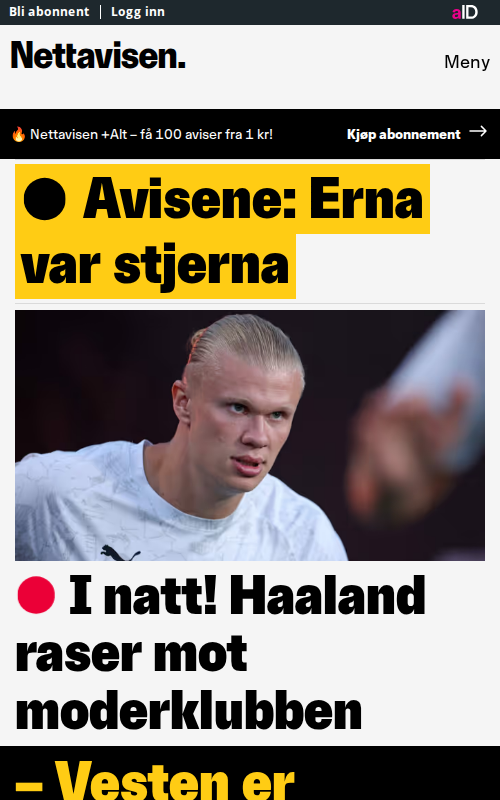 Bli abonnent | Logg inn
aID
Nettavisen.
Meny
🔥 Nettavisen +Alt – få 100 aviser fra 1 kr!
Kjøp abonnement →
● Avisene: Erna
var stjerna
I natt! Haaland
raser mot
moderklubben
– Vesten er